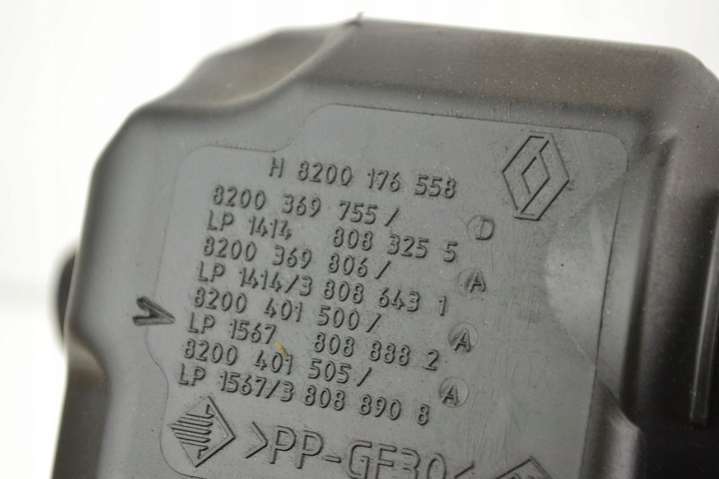 H 8200 176 558
8200 369 755/ D
LP 1414 808 325 5
8200 369 806/ A
LP 1414/3 808 643 1
8200 401 500/ A
LP 1567 808 888 2
8200 401 505/ A
LP 1567/3 808 890 8
>PP-GF30<